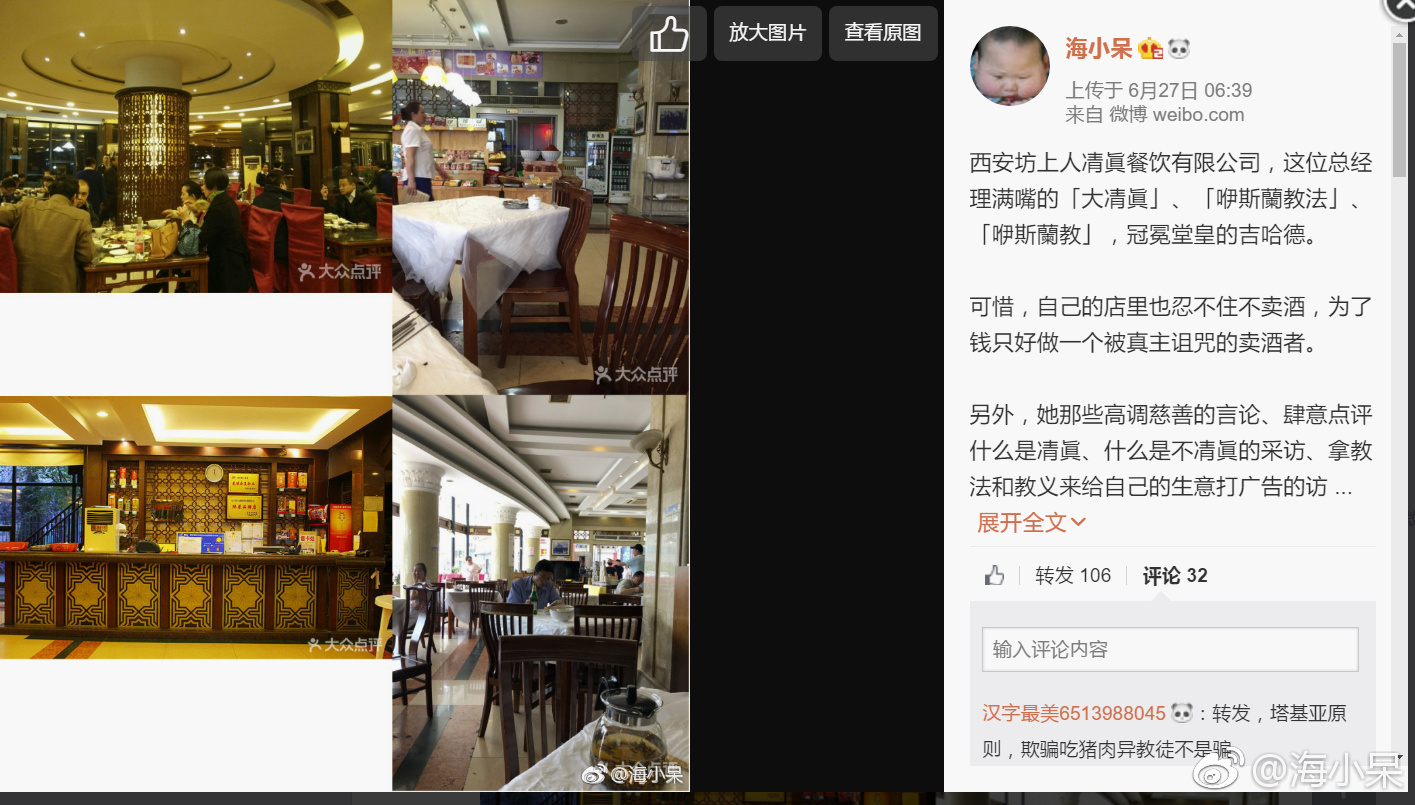 放大图片
查看原图
大众点评
大众点评
大众点评
@海小呆
海小呆
上传于 6月27日 06:39
来自 微博 weibo.com
西安坊上人凊眞餐饮有限公司，这位总经
理满嘴的「大凊眞」、「咿斯蘭教法」、
「咿斯蘭教」，冠冕堂皇的吉哈德。
可惜，自己的店里也忍不住不卖酒，为了
钱只好做一个被真主诅咒的卖酒者。
另外，她那些高调慈善的言论、肆意点评
什么是凊眞、什么是不凊眞的采访、拿教
法和教义来给自己的生意打广告的访 ...
展开全文
转发 106
评论 32
输入评论内容
汉字最美6513988045：转发，塔基亚原
则，欺骗吃猪肉异教徒不是骗
@海小呆